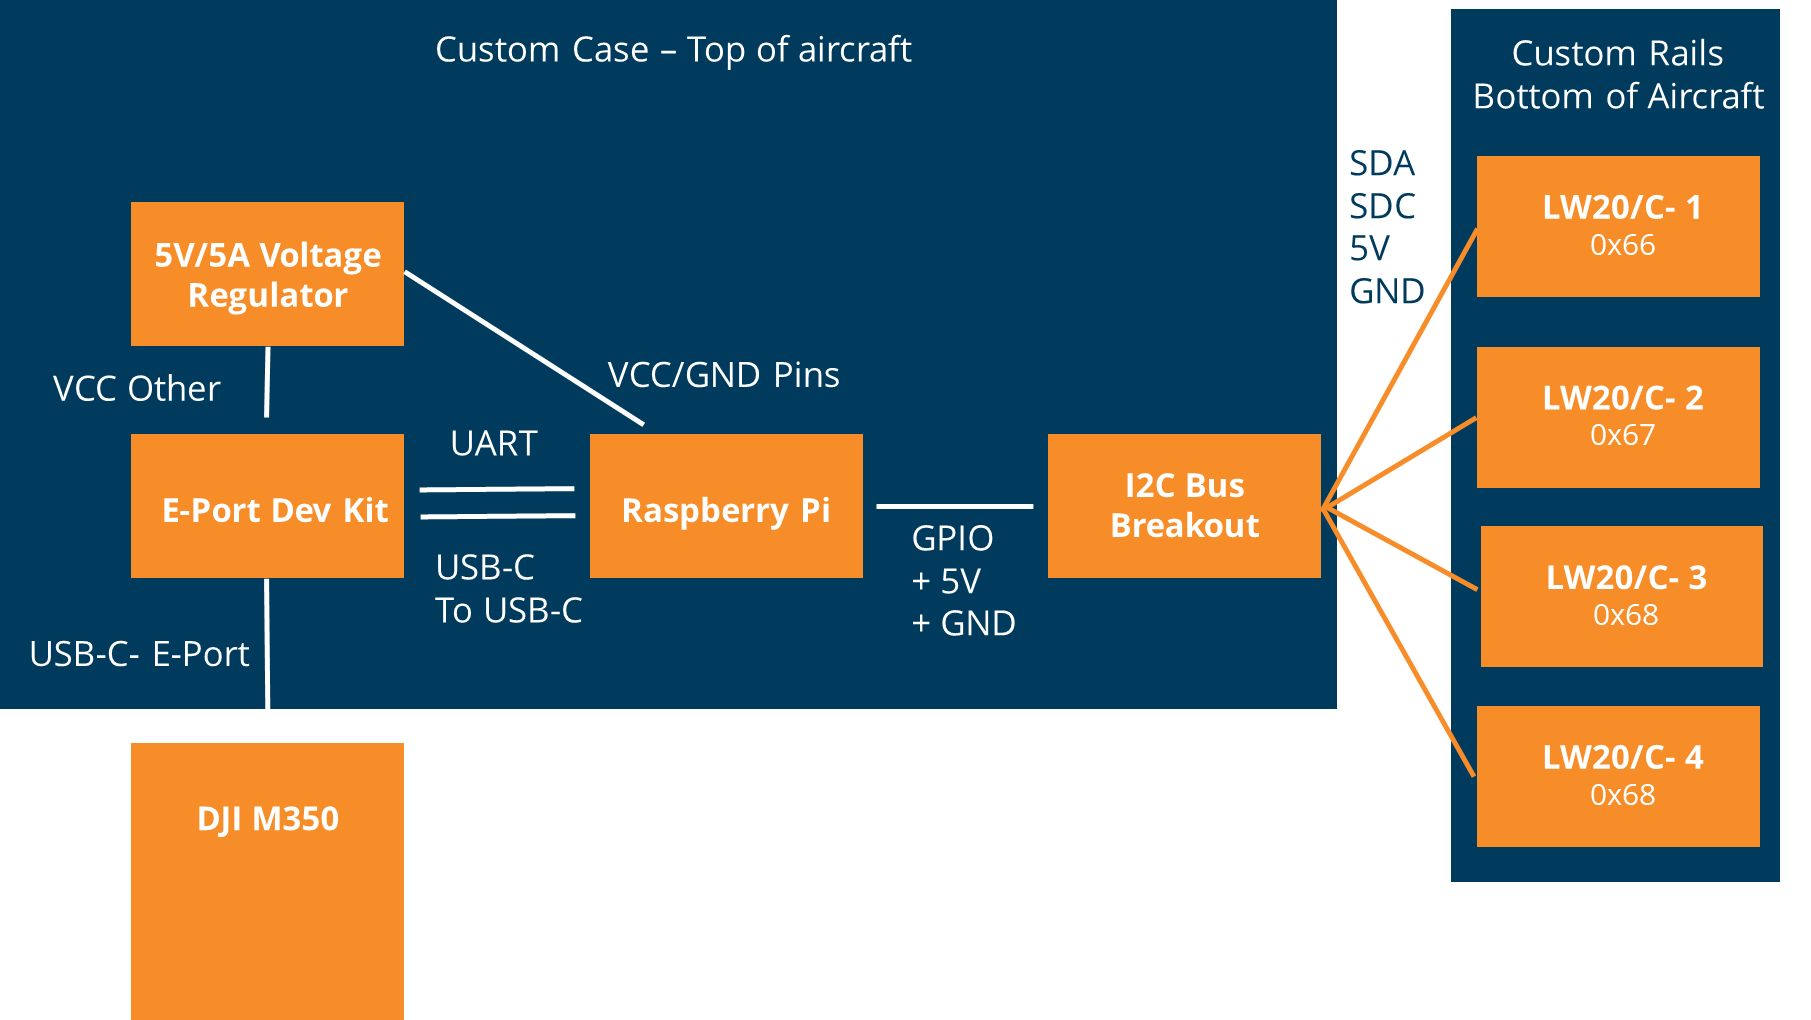 Custom Case – Top of aircraft
Custom Rails
Bottom of Aircraft
SDA
SDC
5V
GND
LW20/C- 1
0x66
5V/5A Voltage
Regulator
VCC Other
VCC/GND Pins
LW20/C- 2
0x67
UART
E-Port Dev Kit
Raspberry Pi
I2C Bus
Breakout
USB-C
To USB-C
GPIO
+ 5V
+ GND
LW20/C- 3
0x68
USB-C- E-Port
LW20/C- 4
0x68
DJI M350